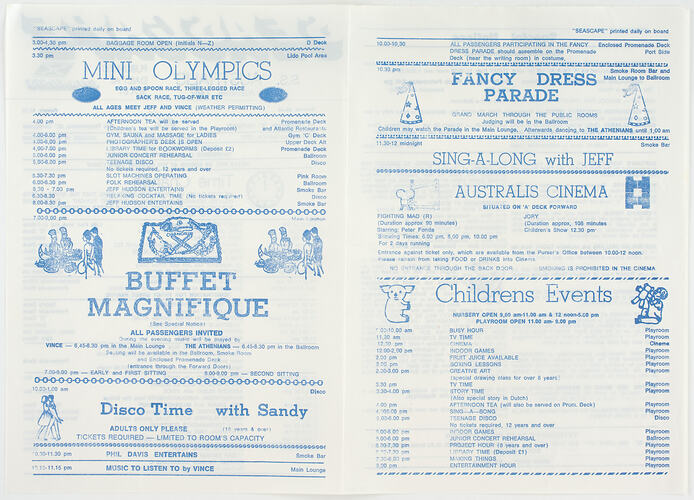 "SEASCAPE" printed daily on board
3.00-4.30 pm BAGGAGE ROOM OPEN (Initials N—Z) D Deck
3.30 pm Lido Pool Area
MINI OLYMPICS
EGG AND SPOON RACE, THREE-LEGGED RACE
SACK RACE, TUG-OF-WAR ETC
ALL AGES MEET JEFF AND VINCE (WEATHER PERMITTING)
4.00 pm AFTERNOON TEA will be served Promenade Deck
(Children's tea will be served in the Playroom) and Atlantic Restaurants
4.00-6.00 pm GYM, SAUNA and MASSAGE for LADIES Gym 'C' Deck
4.00-6.00 pm PHOTOGRAPHER'S DESK IS OPEN Upper Deck Aft
4.00-7.00 pm LIBRARY TIME for BOOKWORMS (Deposit £2) Promenade Deck
5.00-6.00 pm JUNIOR CONCERT REHEARSAL Ballroom
5.00-6.00 pm TEENAGE DISCO Disco
No tickets required, 12 years and over
5.30-7.30 pm SLOT MACHINES OPERATING Pink Room
6.00-6.30 pm FOLK REHEARSAL Ballroom
6.30 - 7.00 pm JEFF HUDSON ENTERTAINS Smoke Bar
6.30-8.30 pm RELAXING COCKTAIL TIME (No tickets required) Disco
8.00-8.30 pm JEFF HUDSON ENTERTAINS Smoke Bar
7.00-9.00 pm
BUFFET
MAGNIFIQUE
(See Special Notice)
ALL PASSENGERS INVITED
During the evening music will be played by
VINCE — 6.45-8.30 pm in the Main Lounge THE ATHENIANS — 6.45-8.30 pm in the Ballroom
Seating will be available in the Ballroom, Smoke Room
and Enclosed Promenade Deck
(entrances through the Forward Doors)
7.00-9.00 pm — EARLY and FIRST SITTING 8.00-9.00 pm — SECOND SITTING
10.00-1.00 am Disco
Disco Time with Sandy
ADULTS ONLY PLEASE (18 years & over)
TICKETS REQUIRED — LIMITED TO ROOM'S CAPACITY
10.30-11.30 pm PHIL DAVIS ENTERTAINS Smoke Bar
10.15-11.15 pm MUSIC TO LISTEN TO by VINCE Main Lounge
"SEASCAPE" printed daily on board
10.00-10.30 ALL PASSENGERS PARTICIPATING IN THE FANCY Enclosed Promenade Deck
DRESS PARADE should assemble on the Promenade Port Side
Deck (near the writing room) in costume.
10.30 pm Smoke Room Bar and
Main Lounge to Ballroom
FANCY DRESS
PARADE
GRAND MARCH THROUGH THE PUBLIC ROOMS
Judging will be in the Ballroom
Children may watch the Parade in the Main Lounge. Afterwards, dancing to THE ATHENIANS until 1.00 am
11.30-12 midnight Smoke Bar
SING-A-LONG with JEFF
AUSTRALIS CINEMA
SITUATED ON 'A' DECK FORWARD
FIGHTING MAD (R) JORY
(Duration approx 90 minutes) (Duration approx, 108 minutes
Starring: Peter Fonda Children's Show 12.30 pm
Showing Times: 6.00 pm, 8.00 pm, 10.00 pm
For 2 days running
Entrance against ticket only, which are available from the Purser's Office between 10.00-12 noon.
Please refrain from taking FOOD or DRINKS into Cinema
NO ENTRANCE THROUGH THE BACK DOOR SMOKING IS PROHIBITED IN THE CINEMA
Childrens Events
NURSERY OPEN 9.00 am-11.00 am & 12 noon-5.00 pm
PLAYROOM OPEN 11.00 am- 9.00 pm
BUSY HOUR Playroom
11.30 am TV TIME Playroom
12.30 pm CINEMA Cinema
12.00-2.00 pm INDOOR GAMES Playroom
2.00 pm FRUIT JUICE AVAILABLE Playroom
2.00 pm BOXING LESSONS Playroom
2.00-3.00 pm CREATIVE ART Playroom
(special drawing class for over 8 years)
3.30 pm TV TIME Playroom
3.30-4.00 pm STORY TIME Playroom
(Also special story in Dutch)
4.00 pm AFTERNOON TEA (will also be served on Prom. Deck) Playroom
SING—A—SONG Playroom
5.00-6.00 pm TEENAGE DISCO Disco
No tickets required, 12 years and over
INDOOR GAMES Playroom
5.00-6.00 pm JUNIOR CONCERT REHEARSAL Ballroom
PROJECT HOUR (8 years and over) Playroom
LIBRARY TIME (Deposit £1) Playroom
MAKING THINGS Playroom
ENTERTAINMENT HOUR Playroom